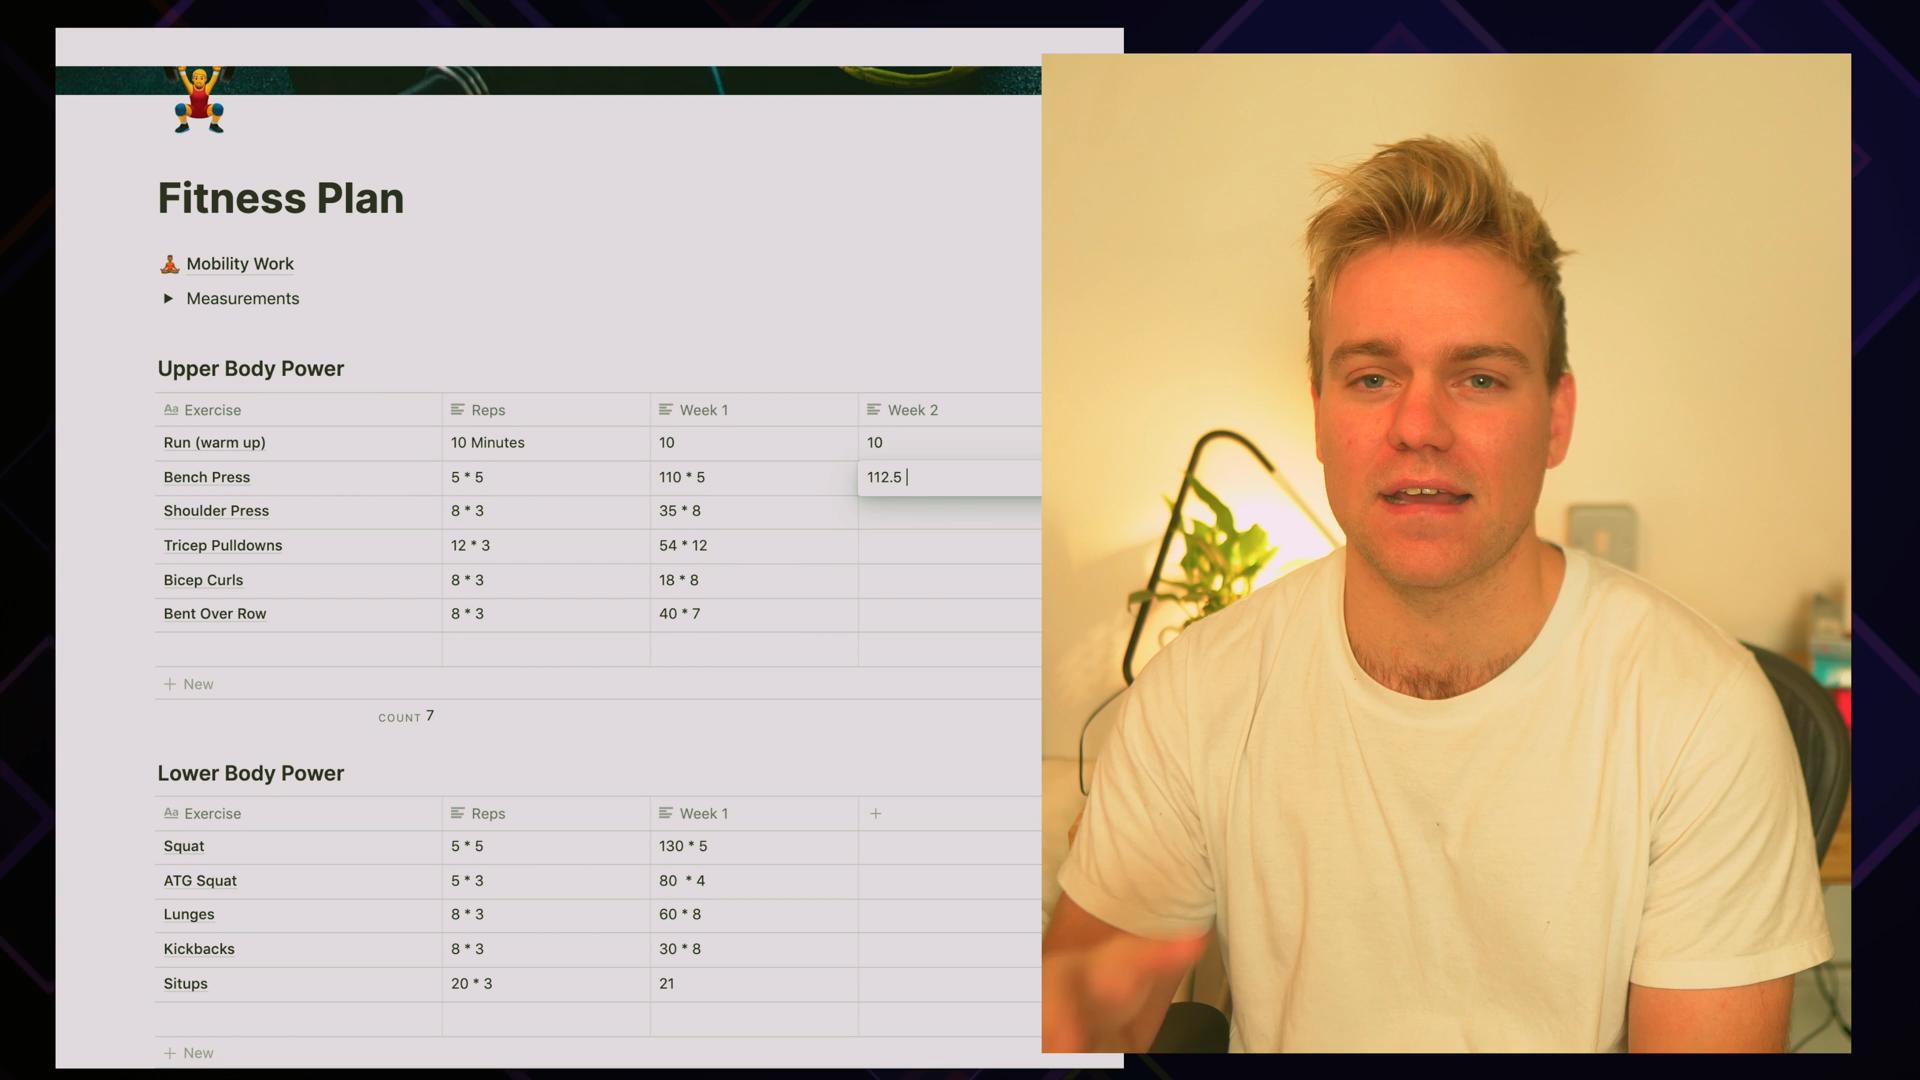 Fitness Plan
Mobility Work
Measurements
Upper Body Power
Aa Exercise Reps Week 1 Week 2
Run (warm up) 10 Minutes 10 10
Bench Press 5 * 5 110 * 5 112.5
Shoulder Press 8 * 3 35 * 8
Tricep Pulldowns 12 * 3 54 * 12
Bicep Curls 8 * 3 18 * 8
Bent Over Row 8 * 3 40 * 7
+ New
COUNT 7
Lower Body Power
Aa Exercise Reps Week 1 +
Squat 5 * 5 130 * 5
ATG Squat 5 * 3 80 * 4
Lunges 8 * 3 60 * 8
Kickbacks 8 * 3 30 * 8
Situps 20 * 3 21
+ New